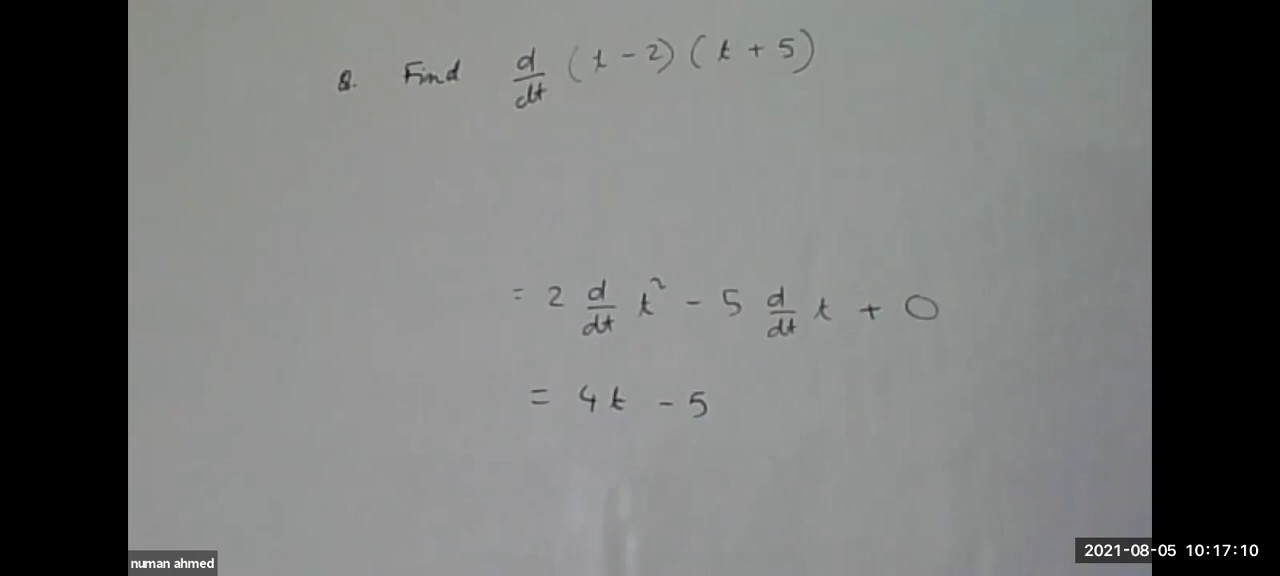 8. Find d/dt (t - 2) (t + 5)
= 2 d/dt t² - 5 d/dt t + 0
= 4t - 5
numan ahmed
2021-08-05 10:17:10